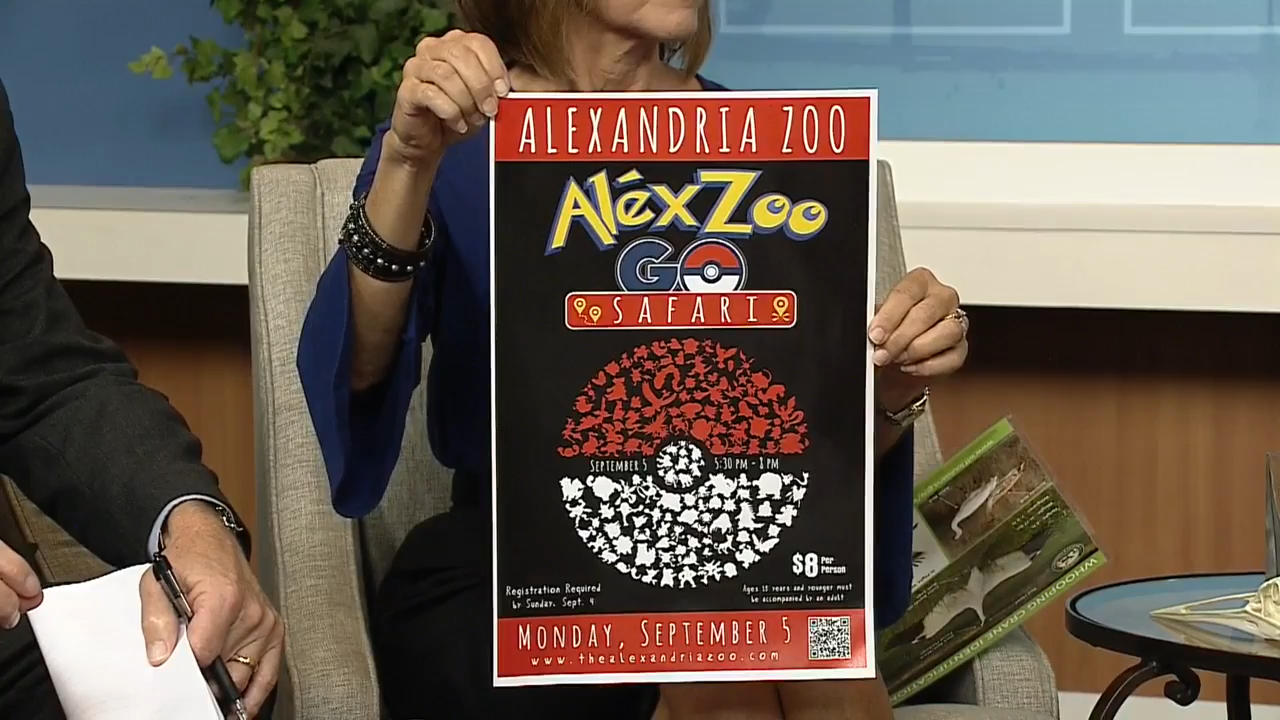 ALEXANDRIA ZOO
AléxZoo
GO
SAFARI
SEPTEMBER 5 5:30 PM - 8 PM
$8 Per Person
Registration Required
by Sunday, Sept. 4
Ages 15 years and younger must
be accompanied by an adult
MONDAY, SEPTEMBER 5
www.thealexandriazoo.com
WHOOPING CRANE IDENTIFICATION